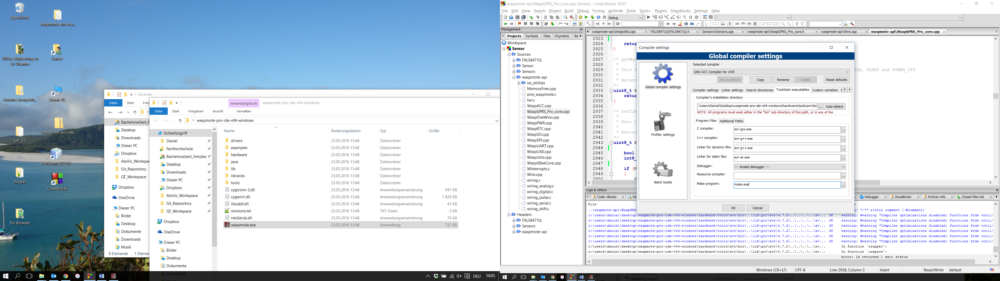 Papierkorb
waspmote-pro-ide...
2016.5 Wanderung in
St. Ursanne
Daniel
Alordne_komplett...
Dieser PC
Lift_V2
waspmote-pro-ide...
NetBeans IDE 8.1
Projekt
CodeBlocks
Tor Browser
libraries
Datei
Start
Bachelorarbeit_F
Desktop
Downloads
Dieser PC
Dropbox
Atollic_Workspac
Git_Repository
QT_Workspace
Dropbox
OneDrive
Dieser PC
Bilder
Desktop
Dokumente
Downloads
Musik
9 Elemente
Anwendungstools
waspmote-pro-ide-v04-windows
Datei
Start
Freigeben
Ansicht
Verwalten
waspmote-pro-ide-v04-windows
Schnellzugriff
Daniel
Fachhochschule
Bachelorarbeit_Felsübe
Desktop
Downloads
Dieser PC
Dropbox
Atollic_Workspace
Git_Repository
QT_Workspace
Dropbox
OneDrive
Dieser PC
Bilder
Desktop
Dokumente
Name Änderungsdatum Typ Größe
drivers 23.05.2016 13:48 Dateiordner
examples 23.05.2016 13:48 Dateiordner
hardware 23.05.2016 13:48 Dateiordner
java 23.05.2016 13:48 Dateiordner
lib 23.05.2016 13:48 Dateiordner
libraries 23.05.2016 13:48 Dateiordner
tools 23.05.2016 13:48 Dateiordner
cygiconv-2.dll 23.05.2016 13:48 Anwendungserweiterung 947 KB
cygwin1.dll 23.05.2016 13:48 Anwendungserweiterung 1 829 KB
libusb0.dll 23.05.2016 13:48 Anwendungserweiterung 43 KB
revisions.txt 23.05.2016 13:48 TXT-Datei 3 KB
rxtxSerial.dll 23.05.2016 13:48 Anwendungserweiterung 76 KB
waspmote.exe 23.05.2016 13:48 Anwendung 737 KB
DEU 10:05
waspmote-api\WaspGPRS_Pro_core.cpp [Sensor] - Code::Blocks 16.01
File Edit View Search Project Build Debug Fortran wxSmith Tools Tools+ Plugins DoxyBlocks Settings Help
Debug
Management
Projects Symbols Files FSymbols Re
Workspace
Sensor
Sources
FXLS8471Q
Sensor
Sensors
waspmote-api
sd_utilities
MemoryFree.cpp
pins_waspmote.c
twi.c
WaspACC.cpp
WaspGPRS_Pro_core.cpp
WaspOneWire.cpp
WaspPWR.cpp
WaspRTC.cpp
WaspSD.cpp
WaspSPI.cpp
WaspUART.cpp
WaspUSB.cpp
WaspUtils.cpp
WaspXBeeCore.cpp
WInterrupts.c
Wire.cpp
wiring.c
wiring_analog.c
wiring_digital.c
wiring_pulse.c
wiring_serial.c
wiring_shift.c
Headers
FXLS8471Q
Sensors
waspmote-api
waspmote-api\WaspUtils.cpp FXLS8471Q\FXLS8471Q.h Sensors\Sensors.cpp waspmote-api\WaspGPRS_Pro_core.h waspmote-api\Wire.cpp waspmote-api\WaspGPRS_Pro_core.cpp
2923
2924 return
2925 }
2926
2927 /* getMod
2928 *
2929 * This f MIN, SLEEP and POWER_OFF
2930 *
2931 * Return
2932 */
2933 uint8_t W
2934 return
2935 }
2936
2937 /* setTim
2938 *
2939 * Sets t
2940 *
2941 * Return
2942 */
2943 uint8_t W
2944
2945 bool
2946 int8_
2947
2948 if (R
2949 {
2950
Compiler settings
Global compiler settings
Global compiler settings
Profiler settings
Batch builds
Selected compiler
GNU GCC Compiler for AVR
Set as default Copy Rename Delete Reset defaults
Compiler settings Linker settings Search directories Toolchain executables Custom variables
Compiler's installation directory
:\Users\Daniel\Desktop\waspmote-pro-ide-v04-windows\hardware\tools\avr\bin ... Auto-detect
NOTE: All programs must exist either in the "bin" sub-directory of this path, or in any of the
Program Files Additional Paths
C compiler: avr-gcc.exe ...
C++ compiler: avr-g++.exe ...
Linker for dynamic libs: avr-g++.exe ...
Linker for static libs: avr-ar.exe ...
Debugger: --- Invalid debugger ---
Resource compiler: ...
Make program: make.exe ...
OK Cancel
Logs & others
Code::Blocks Debugger DoxyBlocks Fortran info Closed files list
File
..\waspmote-api\WaspXBe "/*" within comment [-Wcomment]
c:\users\daniel\desktop\waspmote-pro-ide-v04-windows\hardware\tools\avr\bin\..\lib\gcc\avr\4.7.2\..\..\..\..\av... 95 warning: #warning "Compiler optimizations disabled; functions from <util/
c:\users\daniel\desktop\waspmote-pro-ide-v04-windows\hardware\tools\avr\bin\..\lib\gcc\avr\4.7.2\..\..\..\..\av... 95 warning: #warning "Compiler optimizations disabled; functions from <util/
c:\users\daniel\desktop\waspmote-pro-ide-v04-windows\hardware\tools\avr\bin\..\lib\gcc\avr\4.7.2\..\..\..\..\av... 95 warning: #warning "Compiler optimizations disabled; functions from <util/
c:\users\daniel\desktop\waspmote-pro-ide-v04-windows\hardware\tools\avr\bin\..\lib\gcc\avr\4.7.2\..\..\..\..\av... 95 warning: #warning "Compiler optimizations disabled; functions from <util/
c:\users\daniel\desktop\waspmote-pro-ide-v04-windows\hardware\tools\avr\bin\..\lib\gcc\avr\4.7.2\..\..\..\..\av... 95 warning: #warning "Compiler optimizations disabled; functions from <util/
c:\users\daniel\desktop\waspmote-pro-ide-v04-windows\hardware\tools\avr\bin\..\lib\gcc\avr\4.7.2\..\..\..\..\av... 95 warning: #warning "Compiler optimizations disabled; functions from <util/
c:\users\daniel\desktop\waspmote-pro-ide-v04-windows\hardware\tools\avr\bin\..\lib\gcc\avr\4.7.2\..\..\..\..\av... In function `isupper':
c:\users\daniel\desktop\waspmote-pro-ide-v04-windows\hardware\tools\avr\bin\..\lib\gcc\avr\4.7.2\..\..\..\..\av... In function `isspace':
error: ld returned 1 exit status
Windows (CR+LF) UTF-8 Line 2938, Column 3 Insert Read/Write default